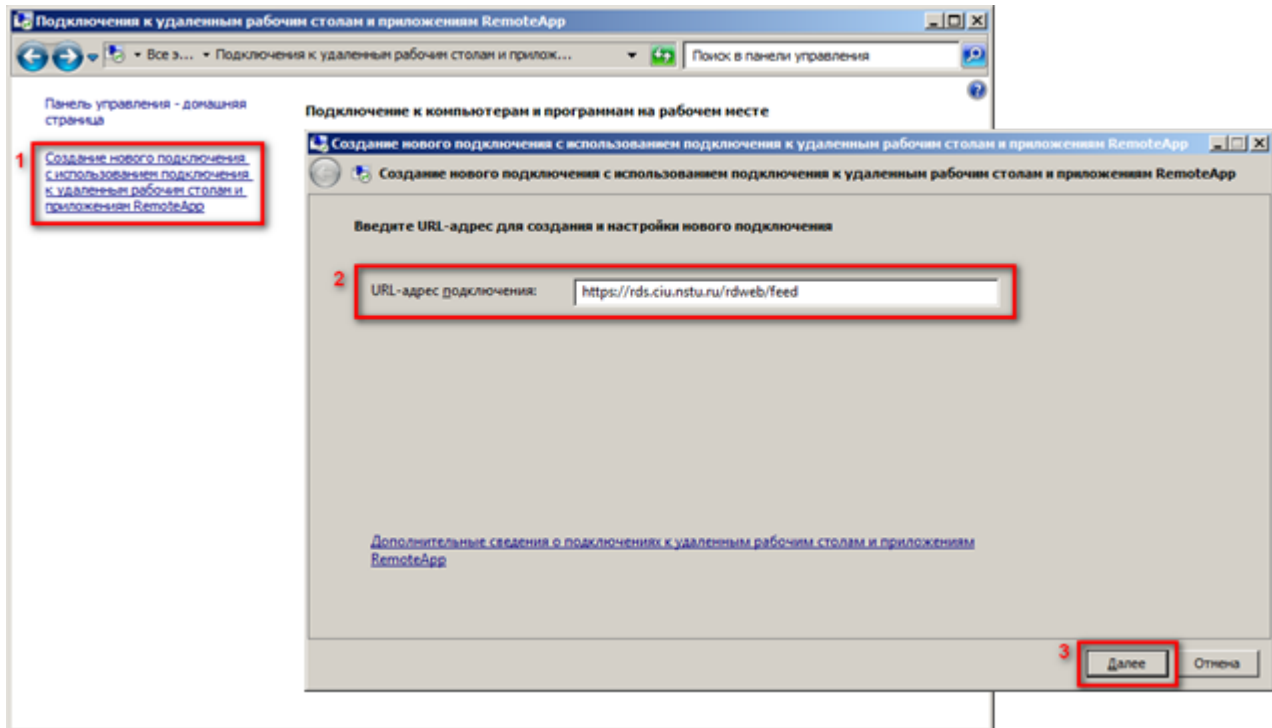 Подключения к удаленным рабочим столам и приложениям RemoteApp
Все э... Подключения к удаленным рабочим столам и прилож...
Поиск в панели управления
Панель управления - домашняя
страница
Подключение к компьютерам и программам на рабочем месте
1
Создание нового подключения
с использованием подключения
к удаленным рабочим столам и
приложениям RemoteApp
Создание нового подключения с использованием подключения к удаленным рабочим столам и приложениям RemoteApp
Создание нового подключения с использованием подключения к удаленным рабочим столам и приложениям RemoteApp
Введите URL-адрес для создания и настройки нового подключения
2
URL-адрес подключения:
https://rds.ciu.nstu.ru/rdweb/feed
Дополнительные сведения о подключениях к удаленным рабочим столам и приложениям
RemoteApp
3
Далее
Отмена